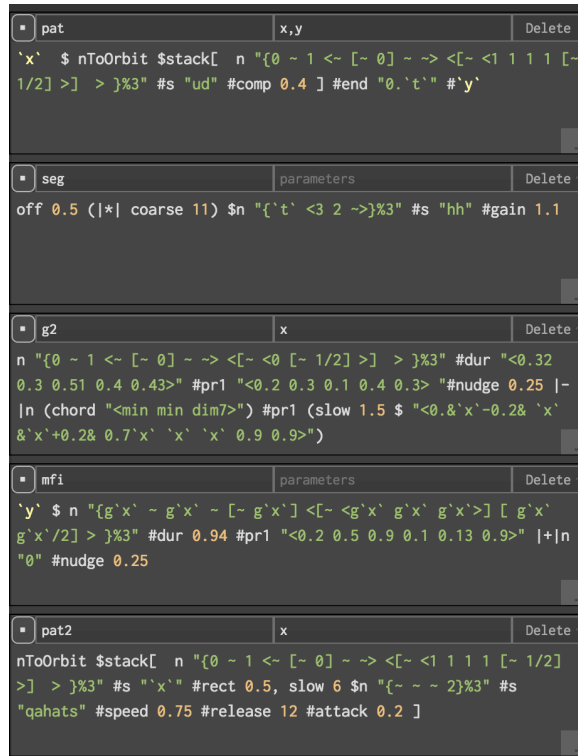 pat x,y Delete
`x` $ nToOrbit $stack[ n "{0 ~ 1 <~ [~ 0] ~ ~> <[~ <1 1 1 1 [~
1/2] >] > }%3" #s "ud" #comp 0.4 ] #end "0.`t`" #`y`
seg parameters Delete
off 0.5 (|*| coarse 11) $n "{`t` <3 2 ~>}%3" #s "hh" #gain 1.1
g2 x Delete
n "{0 ~ 1 <~ [~ 0] ~ ~> <[~ <0 [~ 1/2] >] > }%3" #dur "<0.32
0.3 0.51 0.4 0.43>" #pr1 "<0.2 0.3 0.1 0.4 0.3> "#nudge 0.25 |-
|n (chord "<min min dim7>") #pr1 (slow 1.5 $ "<0.&`x`-0.2& `x`
&`x`+0.2& 0.7`x` `x` `x` 0.9 0.9>")
mfi parameters Delete
`y` $ n "{g`x` ~ g`x` ~ [~ g`x`] <[~ <g`x` g`x` g`x`>] [ g`x`
g`x`/2] > }%3" #dur 0.94 #pr1 "<0.2 0.5 0.9 0.1 0.13 0.9>" |+|n
"0" #nudge 0.25
pat2 x Delete
nToOrbit $stack[ n "{0 ~ 1 <~ [~ 0] ~ ~> <[~ <1 1 1 1 [~ 1/2]
>] > }%3" #s "`x`" #rect 0.5, slow 6 $n "{~ ~ ~ 2}%3" #s
"qahats" #speed 0.75 #release 12 #attack 0.2 ]